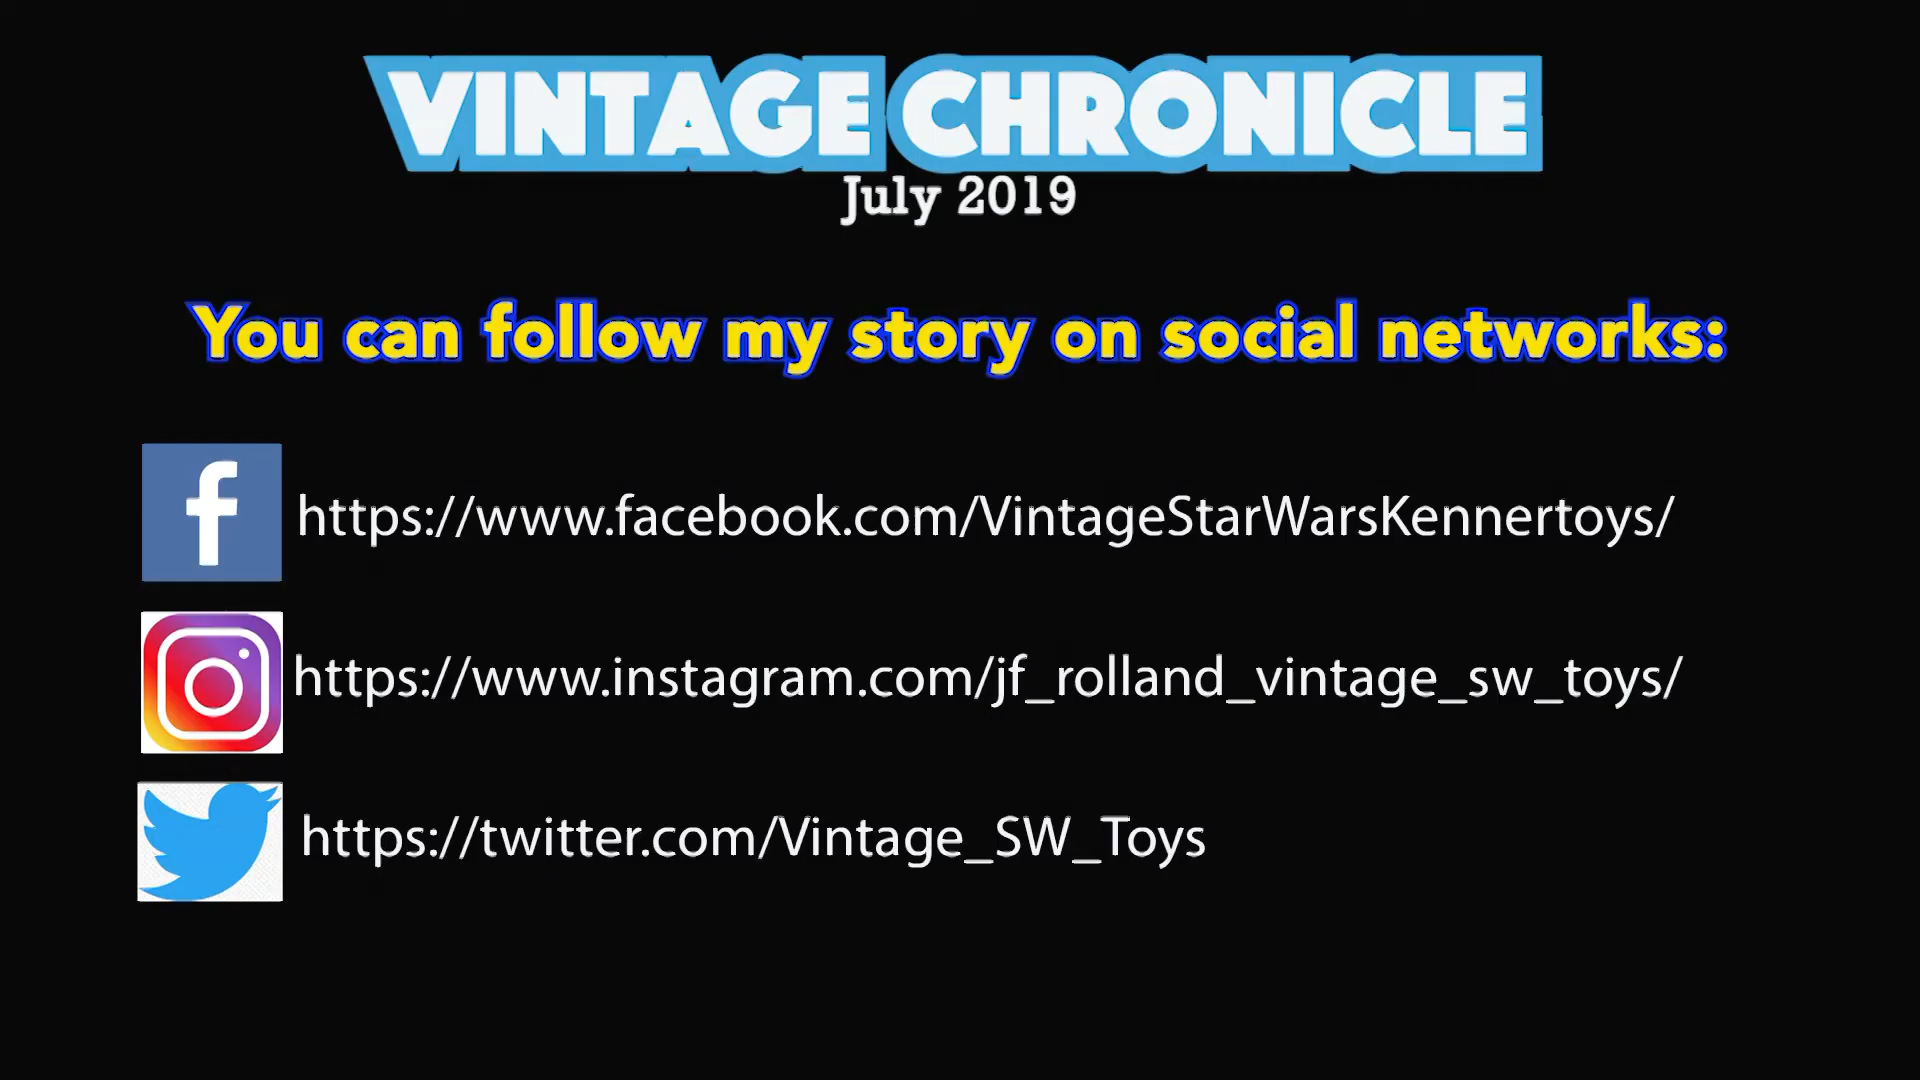 VINTAGE CHRONICLE
July 2019
You can follow my story on social networks:
https://www.facebook.com/VintageStarWarsKennertoys/
https://www.instagram.com/jf_rolland_vintage_sw_toys/
https://twitter.com/Vintage_SW_Toys